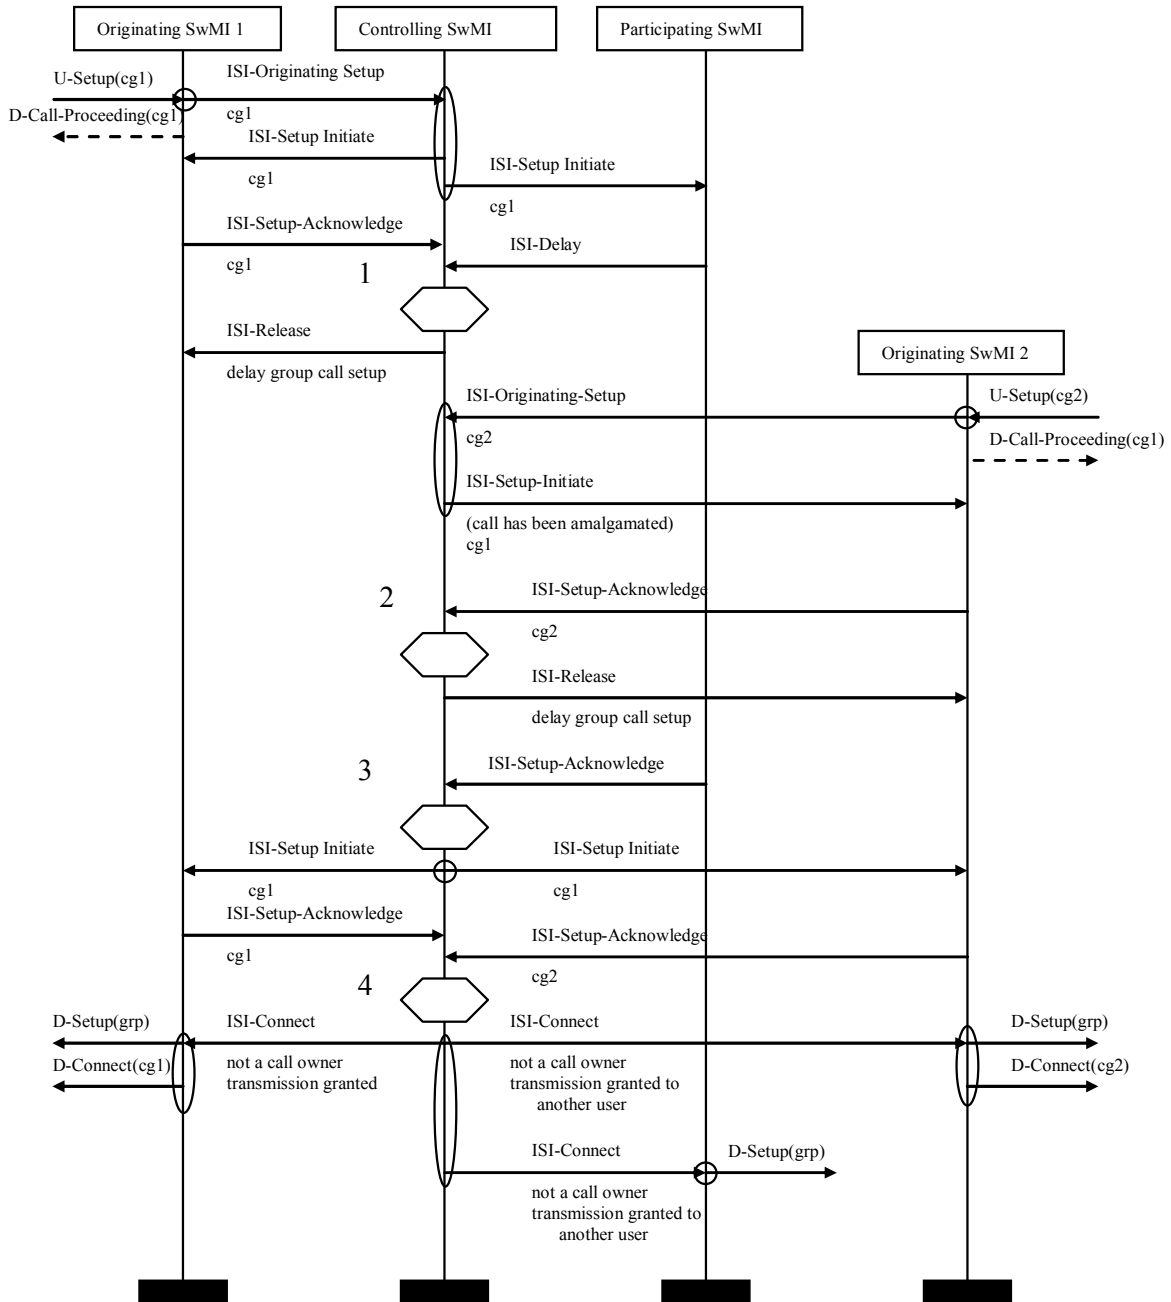 Originating SwMI 1
Controlling SwMI
Participating SwMI
U-Setup(cg1)
ISI-Originating Setup
D-Call-Proceeding(cg1)
cg1
ISI-Setup Initiate
cg1
ISI-Setup Initiate
cg1
ISI-Setup-Acknowledge
cg1
ISI-Delay
1
ISI-Release
delay group call setup
Originating SwMI 2
ISI-Originating-Setup
cg2
U-Setup(cg2)
D-Call-Proceeding(cg1)
ISI-Setup-Initiate
(call has been amalgamated)
cg1
2
ISI-Setup-Acknowledge
cg2
ISI-Release
delay group call setup
3
ISI-Setup-Acknowledge
ISI-Setup Initiate
cg1
ISI-Setup Initiate
cg1
ISI-Setup-Acknowledge
cg1
ISI-Setup-Acknowledge
cg2
4
D-Setup(grp)
ISI-Connect
ISI-Connect
D-Setup(grp)
D-Connect(cg1)
not a call owner
transmission granted
not a call owner
transmission granted to
another user
D-Connect(cg2)
ISI-Connect
D-Setup(grp)
not a call owner
transmission granted to
another user